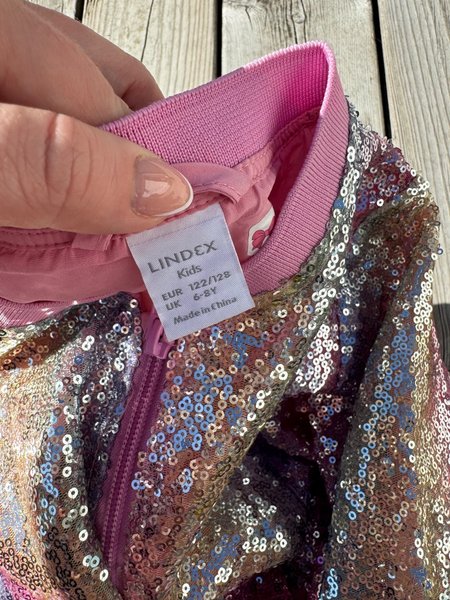 LINDEX
Kids
EUR 122/128
UK 6-8Y
Made in China